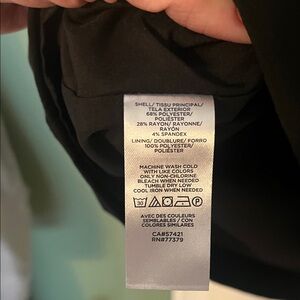 SHELL/ TISSU PRINCIPAL/
TELA EXTERIOR
68% POLYESTER/
POLIÉSTER
28% RAYON/ RAYONNE/
RAYÓN
4% SPANDEX
LINING/ DOUBLURE/ FORRO
100% POLYESTER/
POLIÉSTER
MACHINE WASH COLD
WITH LIKE COLORS
ONLY NON-CHLORINE
BLEACH WHEN NEEDED
TUMBLE DRY LOW
COOL IRON WHEN NEEDED
30 P
AVEC DES COULEURS
SEMBLABLES / CON
COLORES SIMILARES
CA#57421
RN#77379